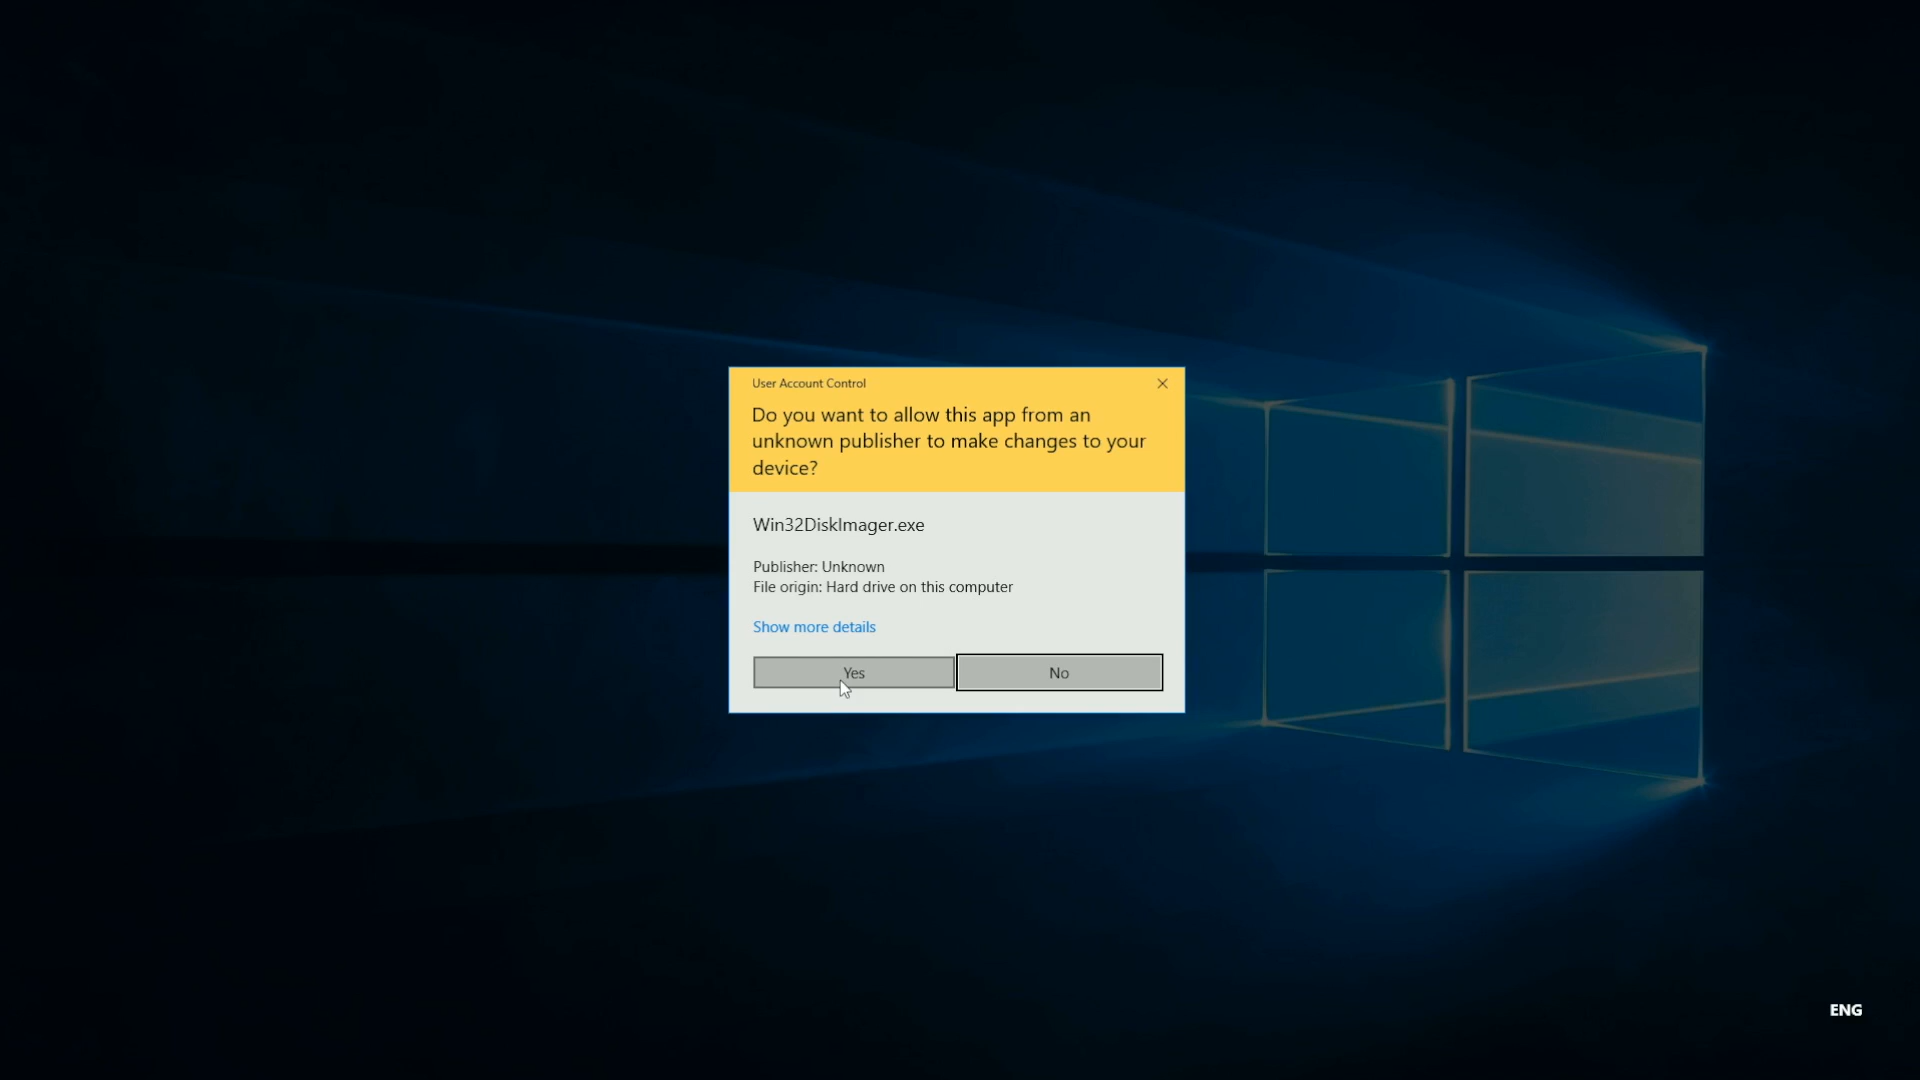 User Account Control
Do you want to allow this app from an
unknown publisher to make changes to your
device?
Win32DiskImager.exe
Publisher: Unknown
File origin: Hard drive on this computer
Show more details
Yes
No
ENG